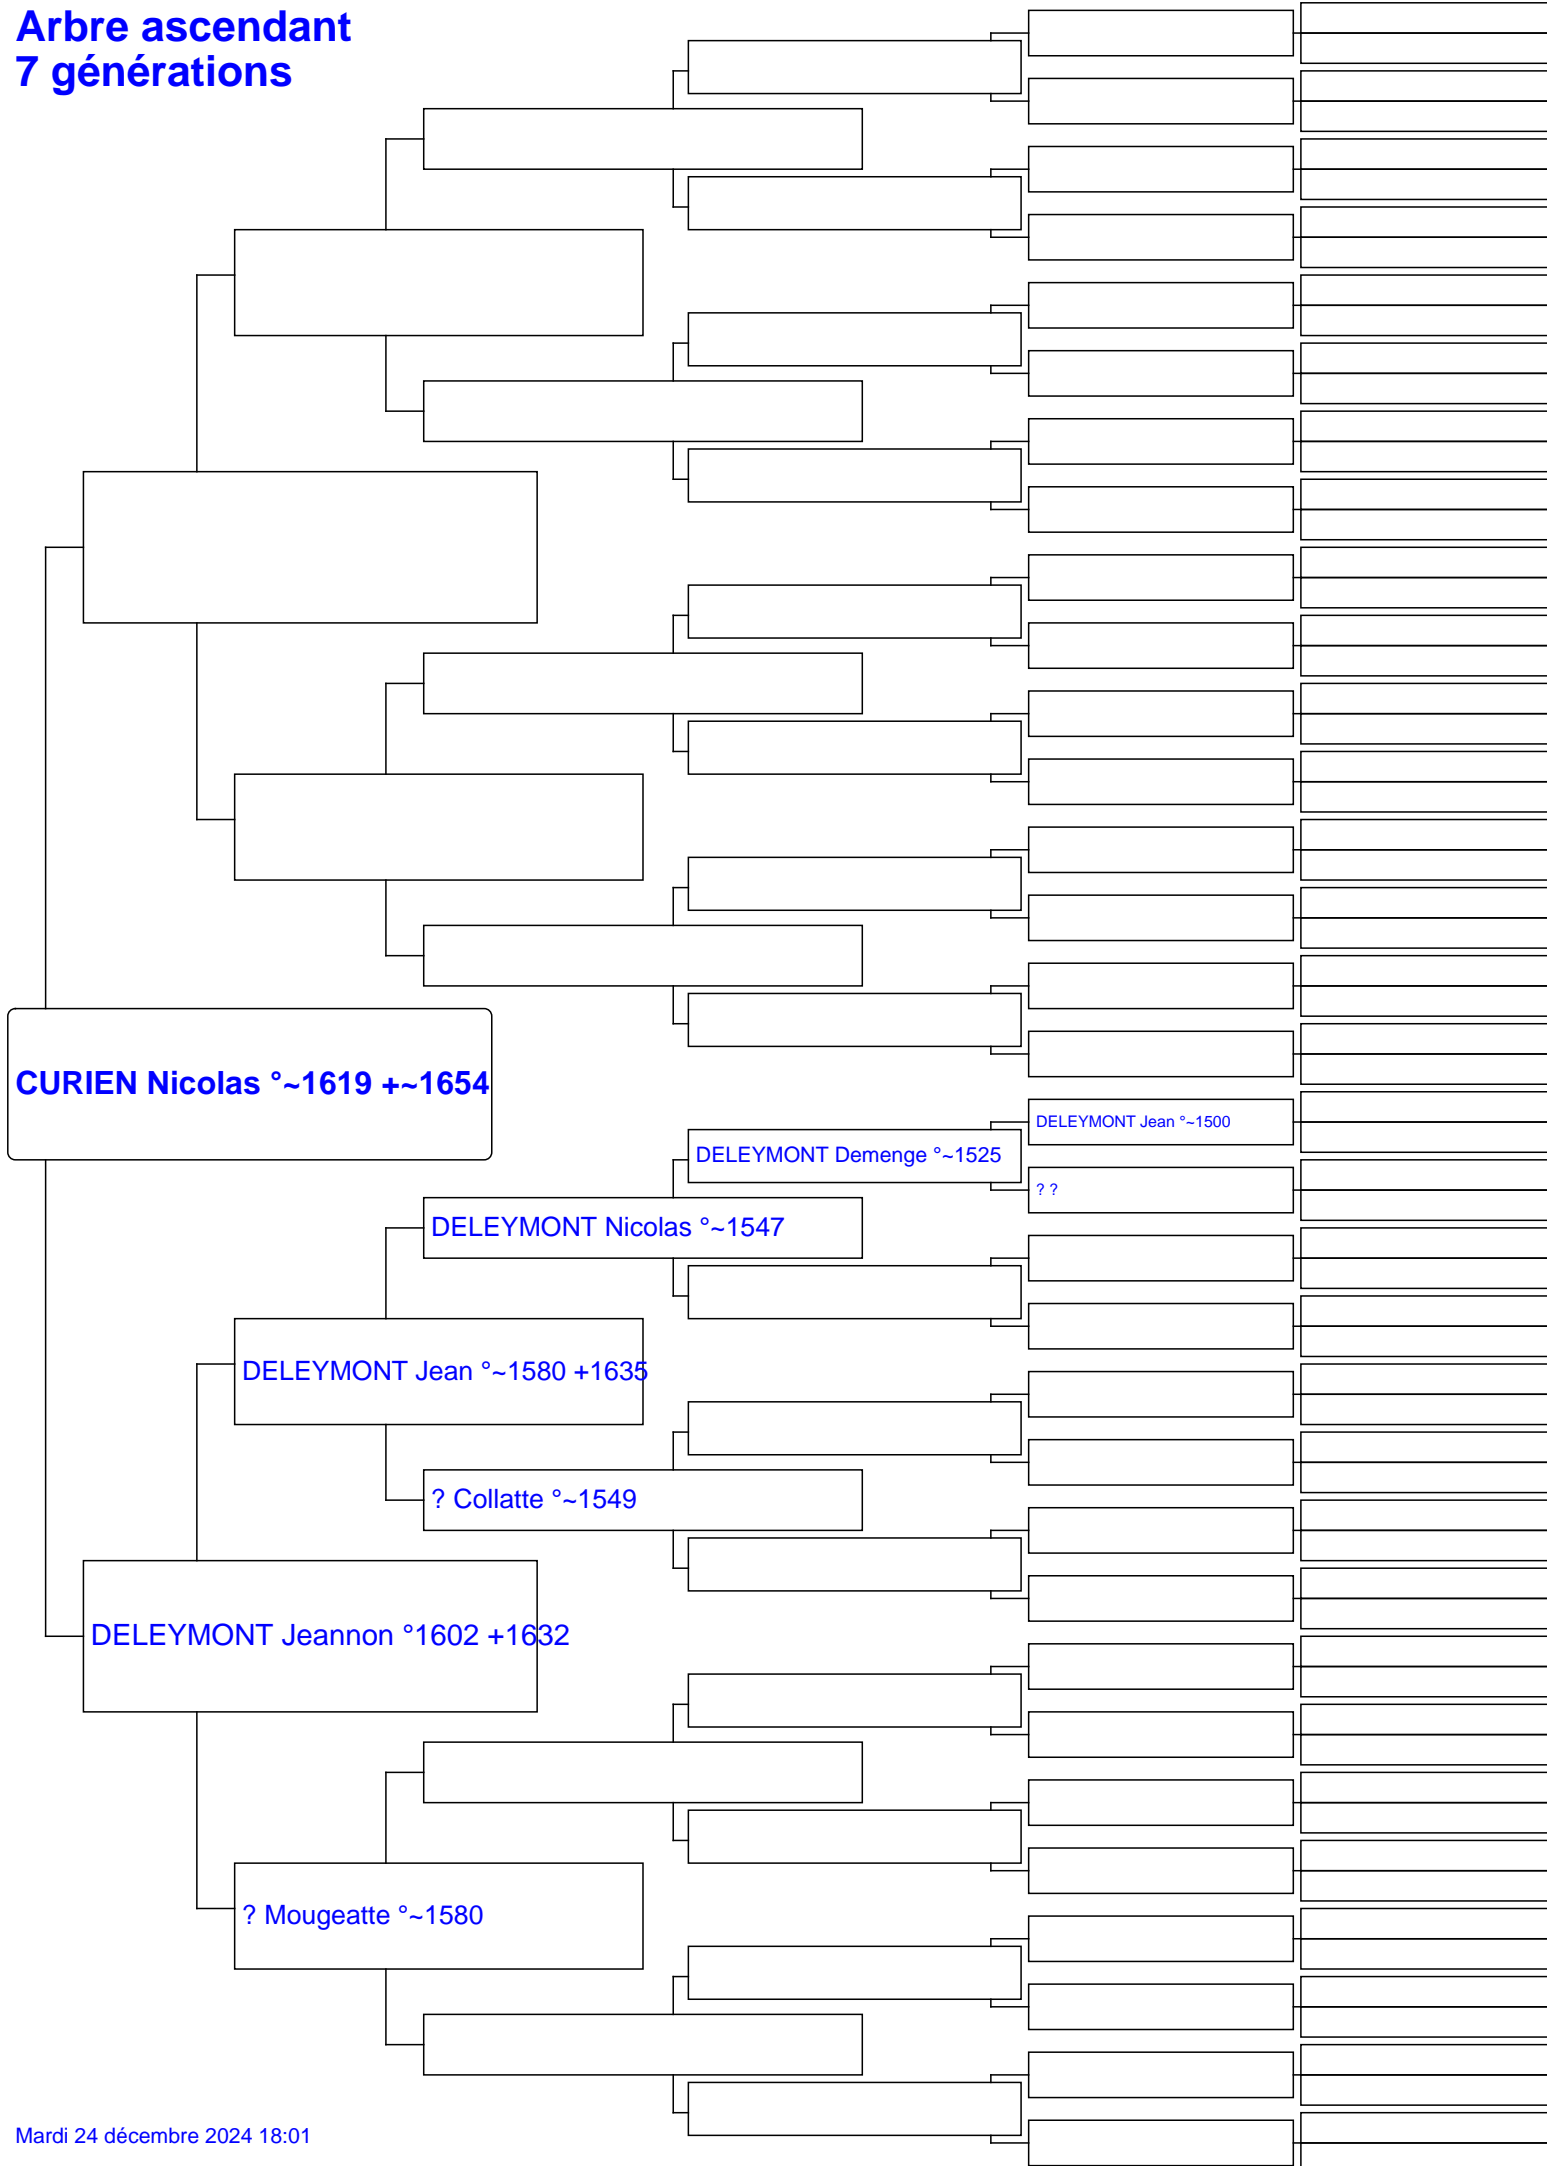 Arbre ascendant
7 générations
CURIEN Nicolas °~1619 +~1654
DELEYMONT Jean °~1500
DELEYMONT Demenge °~1525
? ?
DELEYMONT Nicolas °~1547
DELEYMONT Jean °~1580 +1635
? Collatte °~1549
DELEYMONT Jeannon °1602 +1632
? Mougeatte °~1580
Mardi 24 décembre 2024 18:01